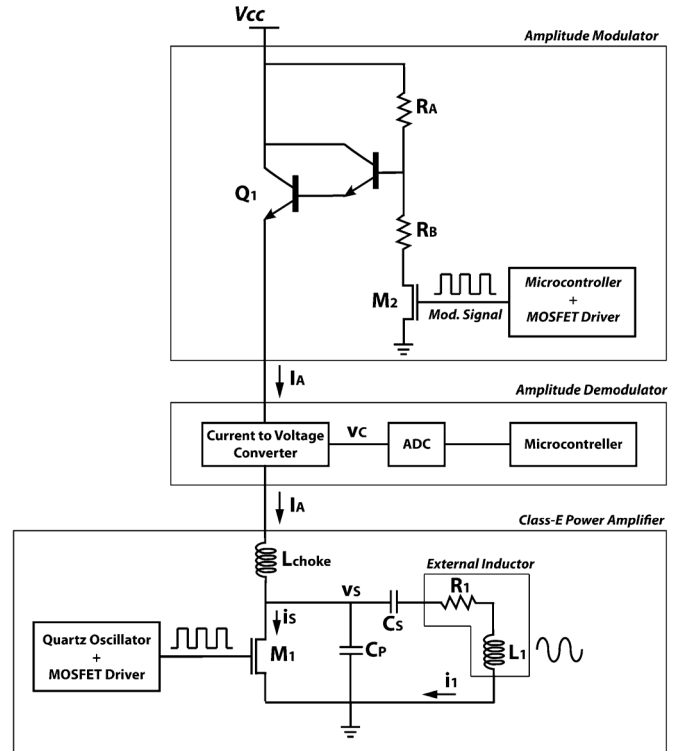 Vcc
Amplitude Modulator
RA
Q1
RB
M2
Mod. Signal
Microcontroller
+
MOSFET Driver
IA
Amplitude Demodulator
Current to Voltage
Converter
vC
ADC
Microcontreller
IA
Class-E Power Amplifier
Lchoke
External Inductor
vS
R1
iS
CS
Quartz Oscillator
+
MOSFET Driver
M1
CP
L1
i1